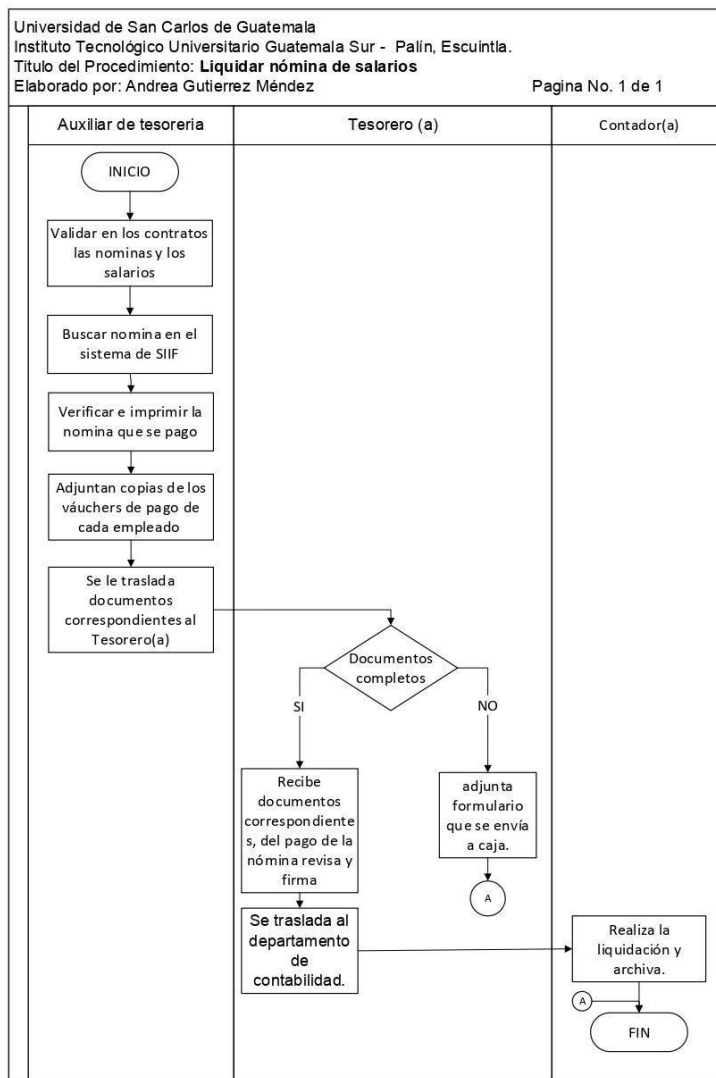 Universidad de San Carlos de Guatemala
Instituto Tecnológico Universitario Guatemala Sur - Palín, Escuintla.
Titulo del Procedimiento: Liquidar nómina de salarios
Elaborado por: Andrea Gutierrez Méndez
Pagina No. 1 de 1
Auxiliar de tesoreria
Tesorero (a)
Contador(a)
INICIO
Validar en los contratos
las nominas y los
salarios
Buscar nomina en el
sistema de SIIF
Verificar e imprimir la
nomina que se pago
Adjuntan copias de los
váuchers de pago de
cada empleado
Se le traslada
documentos
correspondientes al
Tesorero(a)
Documentos
completos
SI
NO
Recibe
documentos
correspondiente
s, del pago de la
nómina revisa y
firma
adjunta
formulario
que se envía
a caja.
A
Se traslada al
departamento
de
contabilidad.
Realiza la
liquidación y
archiva.
A
FIN